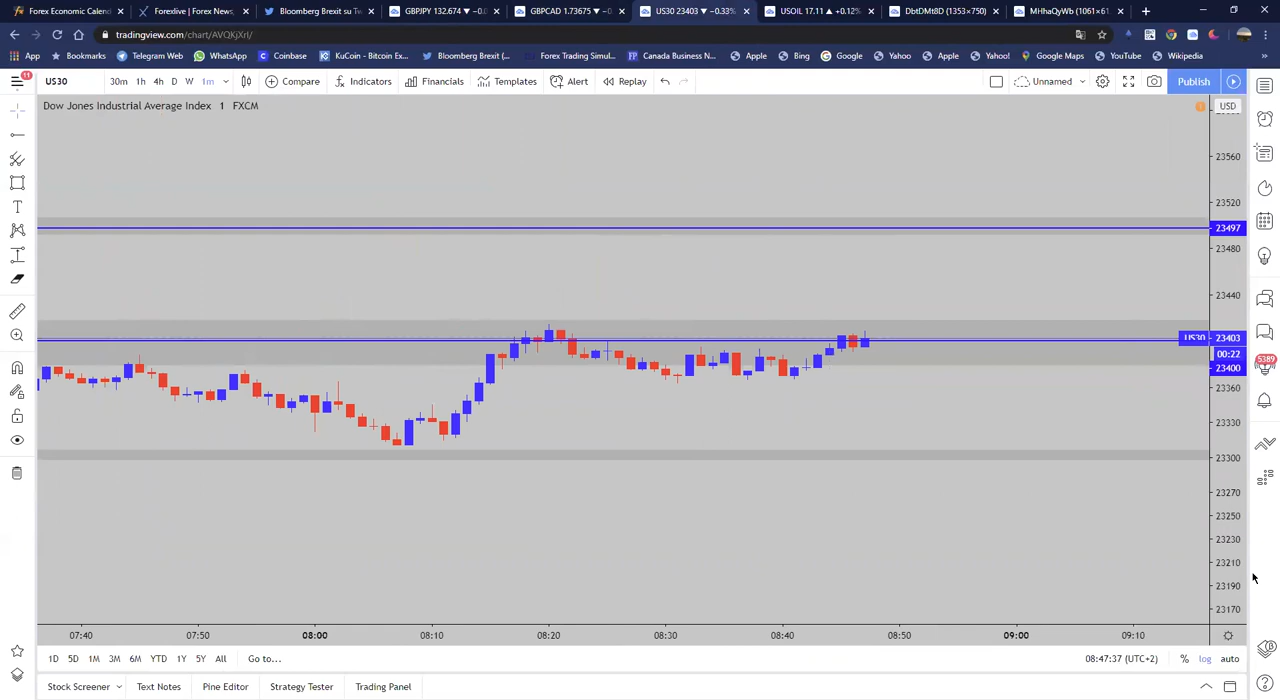 Forex Economic Calend
Forexlive | Forex News,
Bloomberg Brexit su Tw
GBPJPY 132.674 ▼ −0.
GBPCAD 1.73675 ▼ −0
US30 23403 ▼ −0.33%
USOIL 17.11 ▲ +0.12%
DbtDMt8D (1353×750)
MHhaQyWb (1061×61
tradingview.com/chart/AVQKjXrI/
App
Bookmarks
Telegram Web
WhatsApp
Coinbase
KuCoin - Bitcoin Ex...
Bloomberg Brexit (...
Forex Trading Simul...
Canada Business N...
Apple
Bing
Google
Yahoo
Apple
Yahoo!
Google Maps
YouTube
Wikipedia
»
11
US30
30m 1h 4h D W 1m
Compare
Indicators
Financials
Templates
Alert
Replay
Unnamed
Publish
Dow Jones Industrial Average Index 1 FXCM
USD
23560
23520
23497
23480
23440
US30 23403
00:22
23400
5389
23360
23330
23300
23270
23250
23230
23210
23190
23170
07:40 07:50 08:00 08:10 08:20 08:30 08:40 08:50 09:00 09:10
1D 5D 1M 3M 6M YTD 1Y 5Y All Go to...
08:47:37 (UTC+2) % log auto
Stock Screener Text Notes Pine Editor Strategy Tester Trading Panel